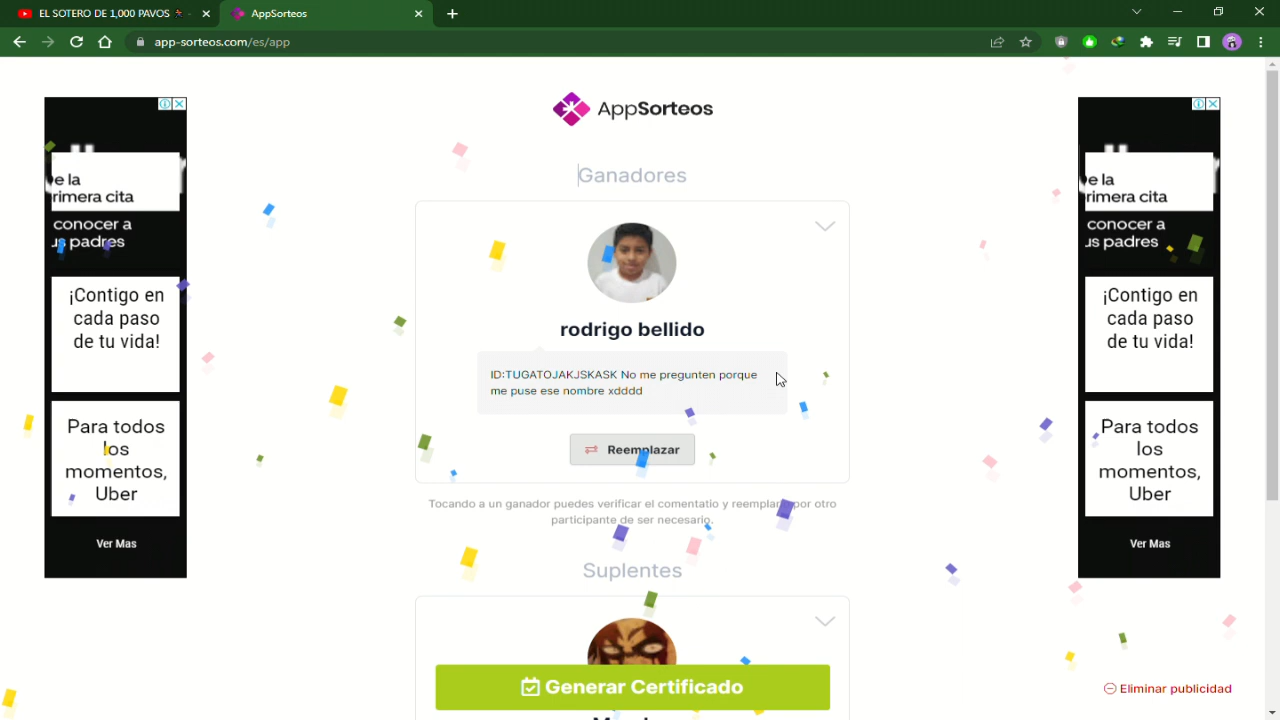 EL SOTERO DE 1,000 PAVOS
AppSorteos
app-sorteos.com/es/app
AppSorteos
Ganadores
rodrigo bellido
ID:TUGATOJAKJSKASK No me pregunten porque
me puse ese nombre xdddd
Reemplazar
Tocando a un ganador puedes verificar el comentatio y reemplazar por otro
participante de ser necesario.
Suplentes
Generar Certificado
Eliminar publicidad
e la
rimera cita
conocer a
us padres
¡Contigo en
cada paso
de tu vida!
Para todos
los
momentos,
Uber
Ver Mas
e la
rimera cita
conocer a
us padres
¡Contigo en
cada paso
de tu vida!
Para todos
los
momentos,
Uber
Ver Mas